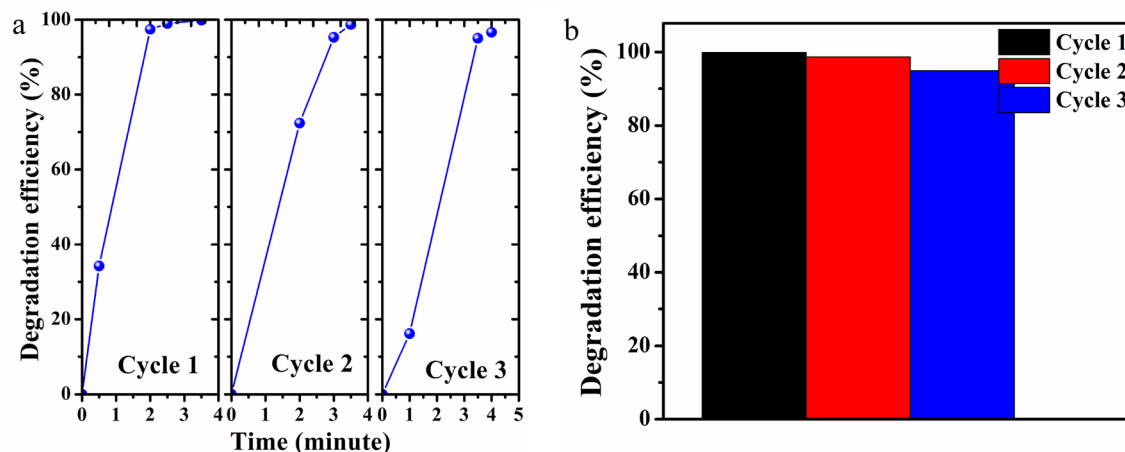 a
Degradation efficiency (%)
100
80
60
40
20
0
Cycle 1
Cycle 2
Cycle 3
0 1 2 3 4 0 1 2 3 4 0 1 2 3 4 5
Time (minute)
b
Degradation efficiency (%)
100
80
60
40
20
0
Cycle 1
Cycle 2
Cycle 3